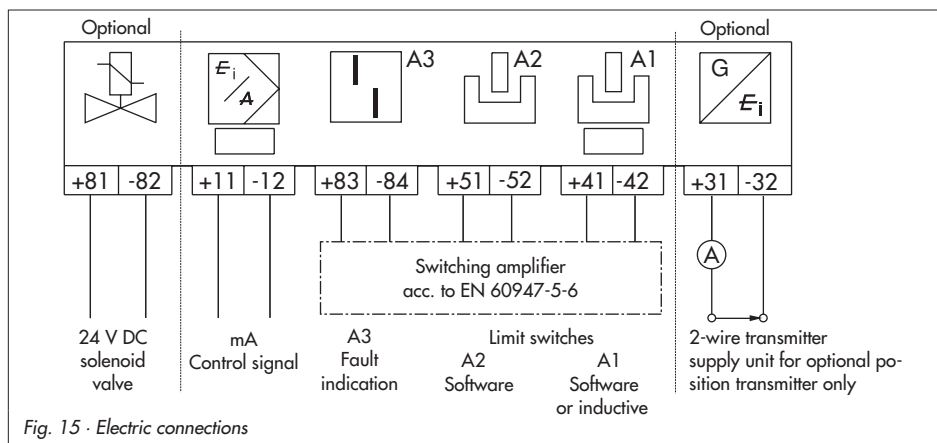 Optional
Optional
E i / A
A3
A2
A1
G E i
+81 -82 +11 -12 +83 -84 +51 -52 +41 -42 +31 -32
A
Switching amplifier
acc. to EN 60947-5-6
24 V DC
solenoid
valve
mA
Control signal
A3
Fault
indication
Limit switches
A2
Software
A1
Software
or inductive
2-wire transmitter
supply unit for optional po-
sition transmitter only
Fig. 15 · Electric connections